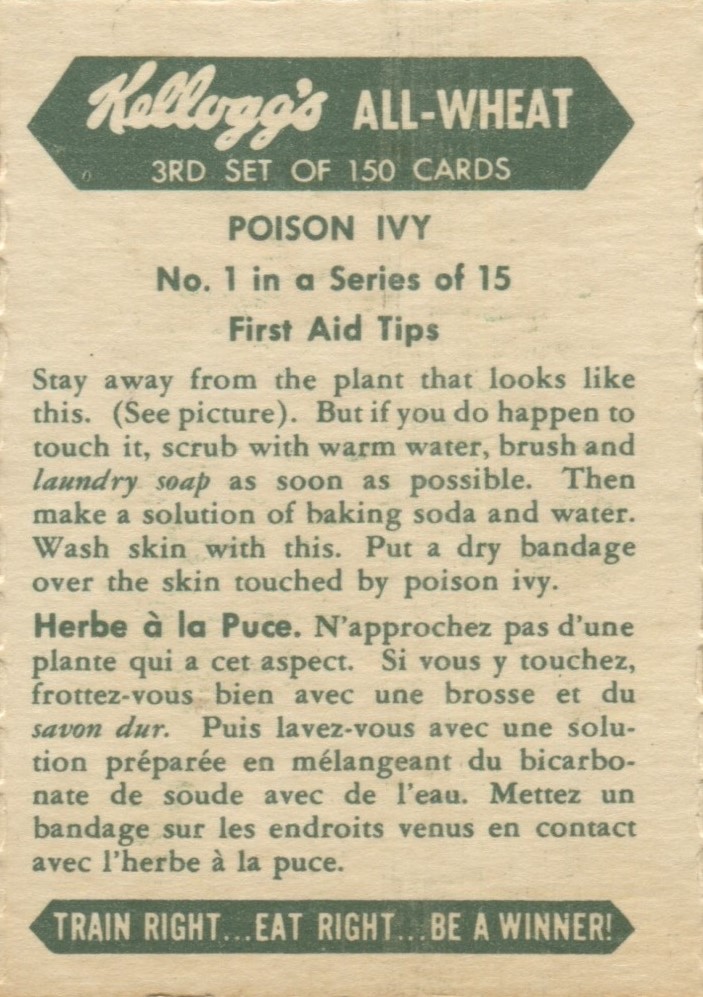 Kellogg's ALL-WHEAT
3RD SET OF 150 CARDS
POISON IVY
No. 1 in a Series of 15
First Aid Tips
Stay away from the plant that looks like
this. (See picture). But if you do happen to
touch it, scrub with warm water, brush and
laundry soap as soon as possible. Then
make a solution of baking soda and water.
Wash skin with this. Put a dry bandage
over the skin touched by poison ivy.
Herbe à la Puce. N'approchez pas d'une
plante qui a cet aspect. Si vous y touchez,
frottez-vous bien avec une brosse et du
savon dur. Puis lavez-vous avec une solu-
tion préparée en mélangeant du bicarbo-
nate de soude avec de l'eau. Mettez un
bandage sur les endroits venus en contact
avec l'herbe à la puce.
TRAIN RIGHT...EAT RIGHT...BE A WINNER!